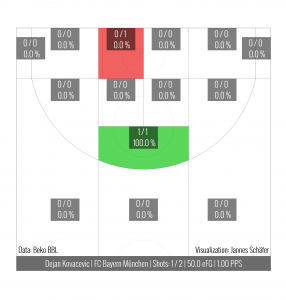 0 / 0 0 / 1 0 / 0
0.0 % 0.0 % 0.0 %
0 / 0 0 / 0 0 / 0
0.0 % 0.0 % 0.0 %
0 / 0 0 / 0 0 / 0 0 / 0
0.0 % 0.0 % 0.0 % 0.0 %
1 / 1
100.0 %
0 / 0 0 / 0 0 / 0
0.0 % 0.0 % 0.0 %
Data: Beko BBL Visualization: Jannes Schäfer
Dejan Kovacevic | FC Bayern München | Shots: 1 / 2 | 50.0 eFG | 1.00 PPS